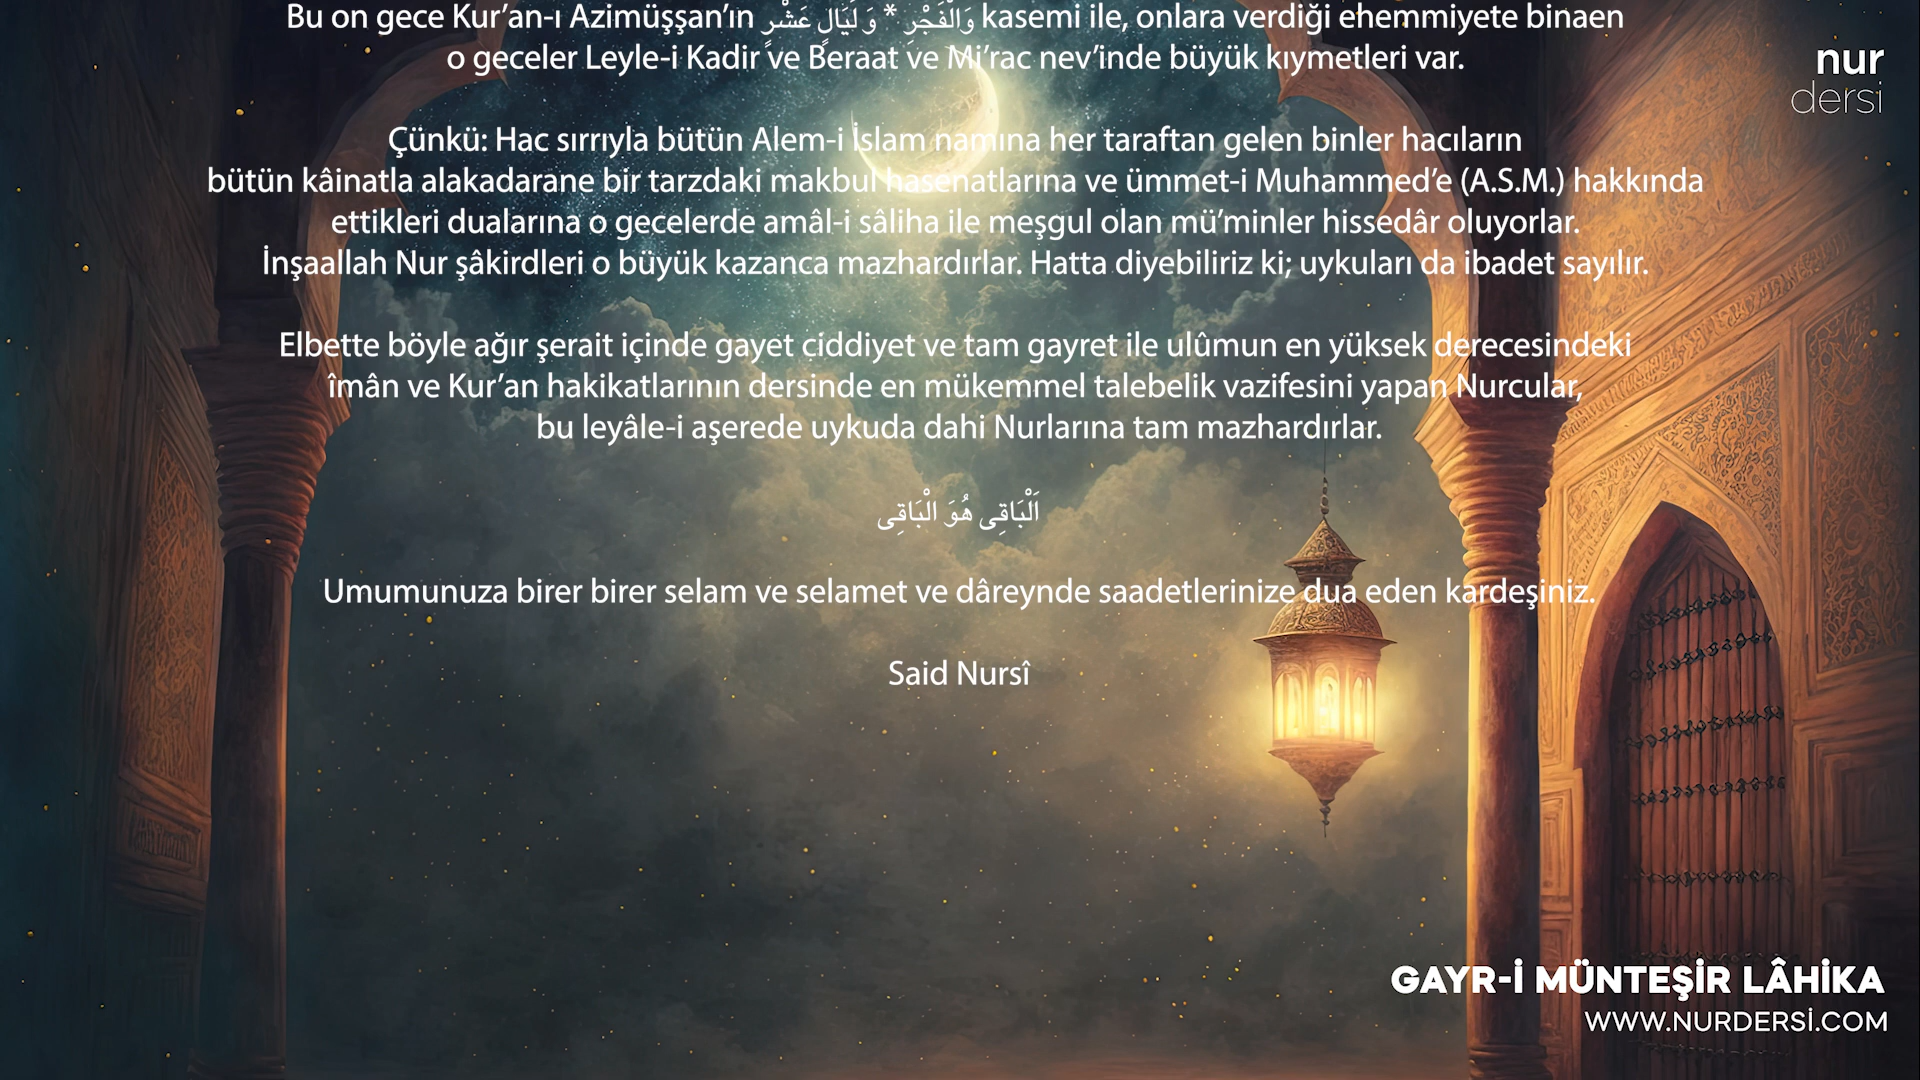 Bu on gece Kur’an-ı Azimüşşan’ın وَالْفَجْرِ * وَ لَيَالٍ عَشْرٍ kasemi ile, onlara verdiği ehemmiyete binaen
o geceler Leyle-i Kadir ve Beraat ve Mi’rac nev’inde büyük kıymetleri var.
nur
dersi
Çünkü: Hac sırrıyla bütün Alem-i İslam namına her taraftan gelen binler hacıların
bütün kâinatla alakadarane bir tarzdaki makbul hasenatlarına ve ümmet-i Muhammed’e (A.S.M.) hakkında
ettikleri dualarına o gecelerde amâl-i sâliha ile meşgul olan mü’minler hissedâr oluyorlar.
İnşaallah Nur şâkirdleri o büyük kazanca mazhardırlar. Hatta diyebiliriz ki; uykuları da ibadet sayılır.
Elbette böyle ağır şerait içinde gayet ciddiyet ve tam gayret ile ulûmun en yüksek derecesindeki
îmân ve Kur’an hakikatlarının dersinde en mükemmel talebelik vazifesini yapan Nurcular,
bu leyâle-i aşerede uykuda dahi Nurlarına tam mazhardırlar.
اَلْبَاقِى هُوَ الْبَاقِى
Umumunuza birer birer selam ve selamet ve dâreynde saadetlerinize dua eden kardeşiniz.
Said Nursî
GAYR-İ MÜNTEŞİR LÂHİKA
WWW.NURDERSİ.COM